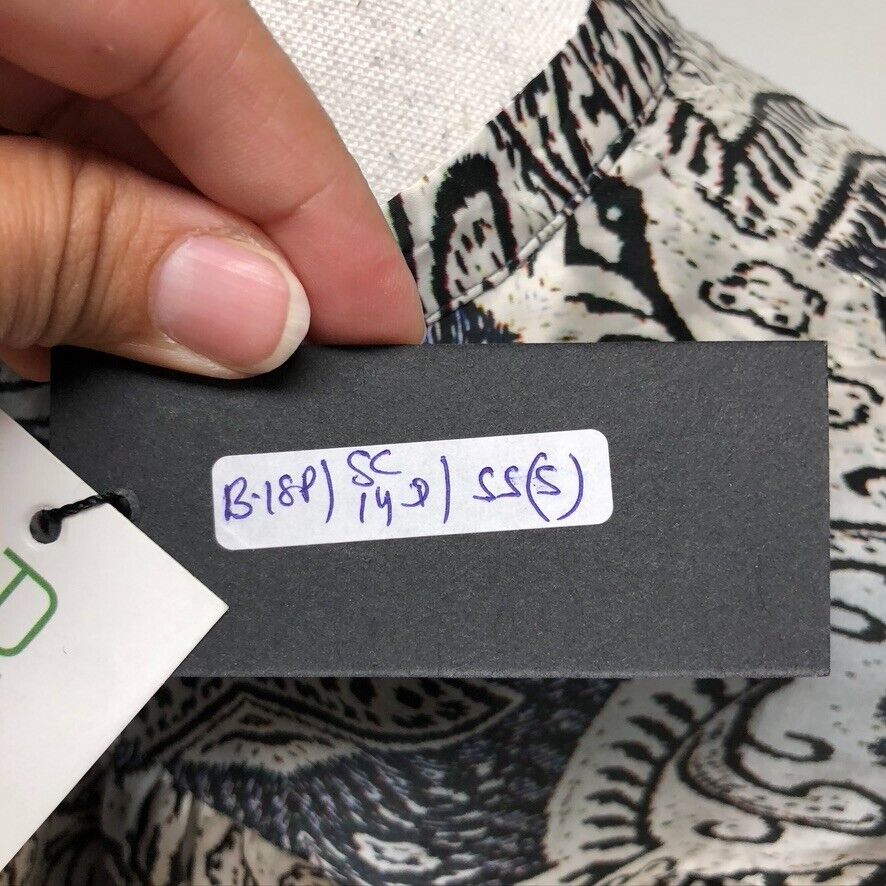 B-18P | SC 14D | SS(S)